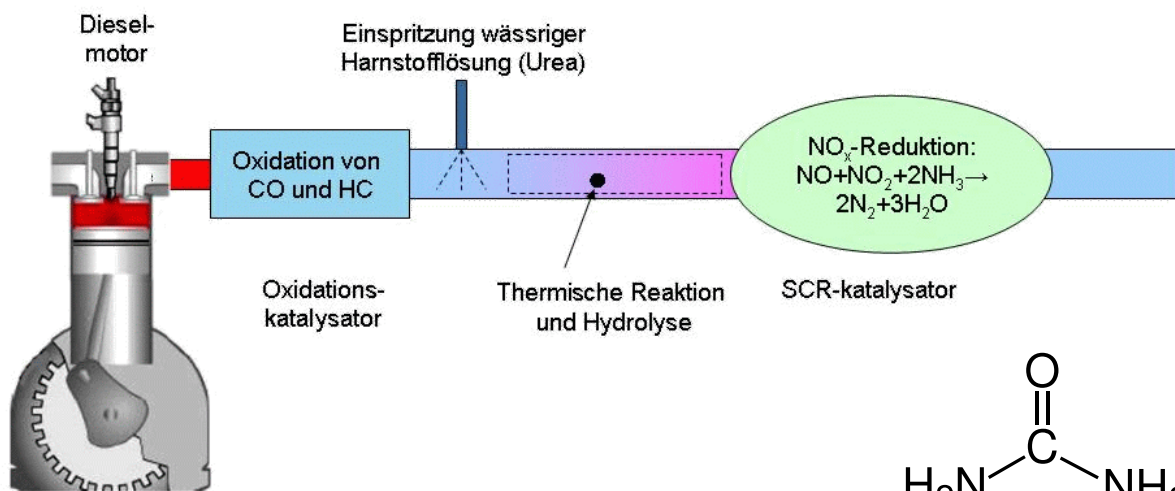 Diesel-
motor
Einspritzung wässriger
Harnstofflösung (Urea)
Oxidation von
CO und HC
NOₓ-Reduktion:
NO+NO₂+2NH₃→
2N₂+3H₂O
Oxidations-
katalysator
Thermische Reaktion
und Hydrolyse
SCR-katalysator
O
C
H₂N
NH₂